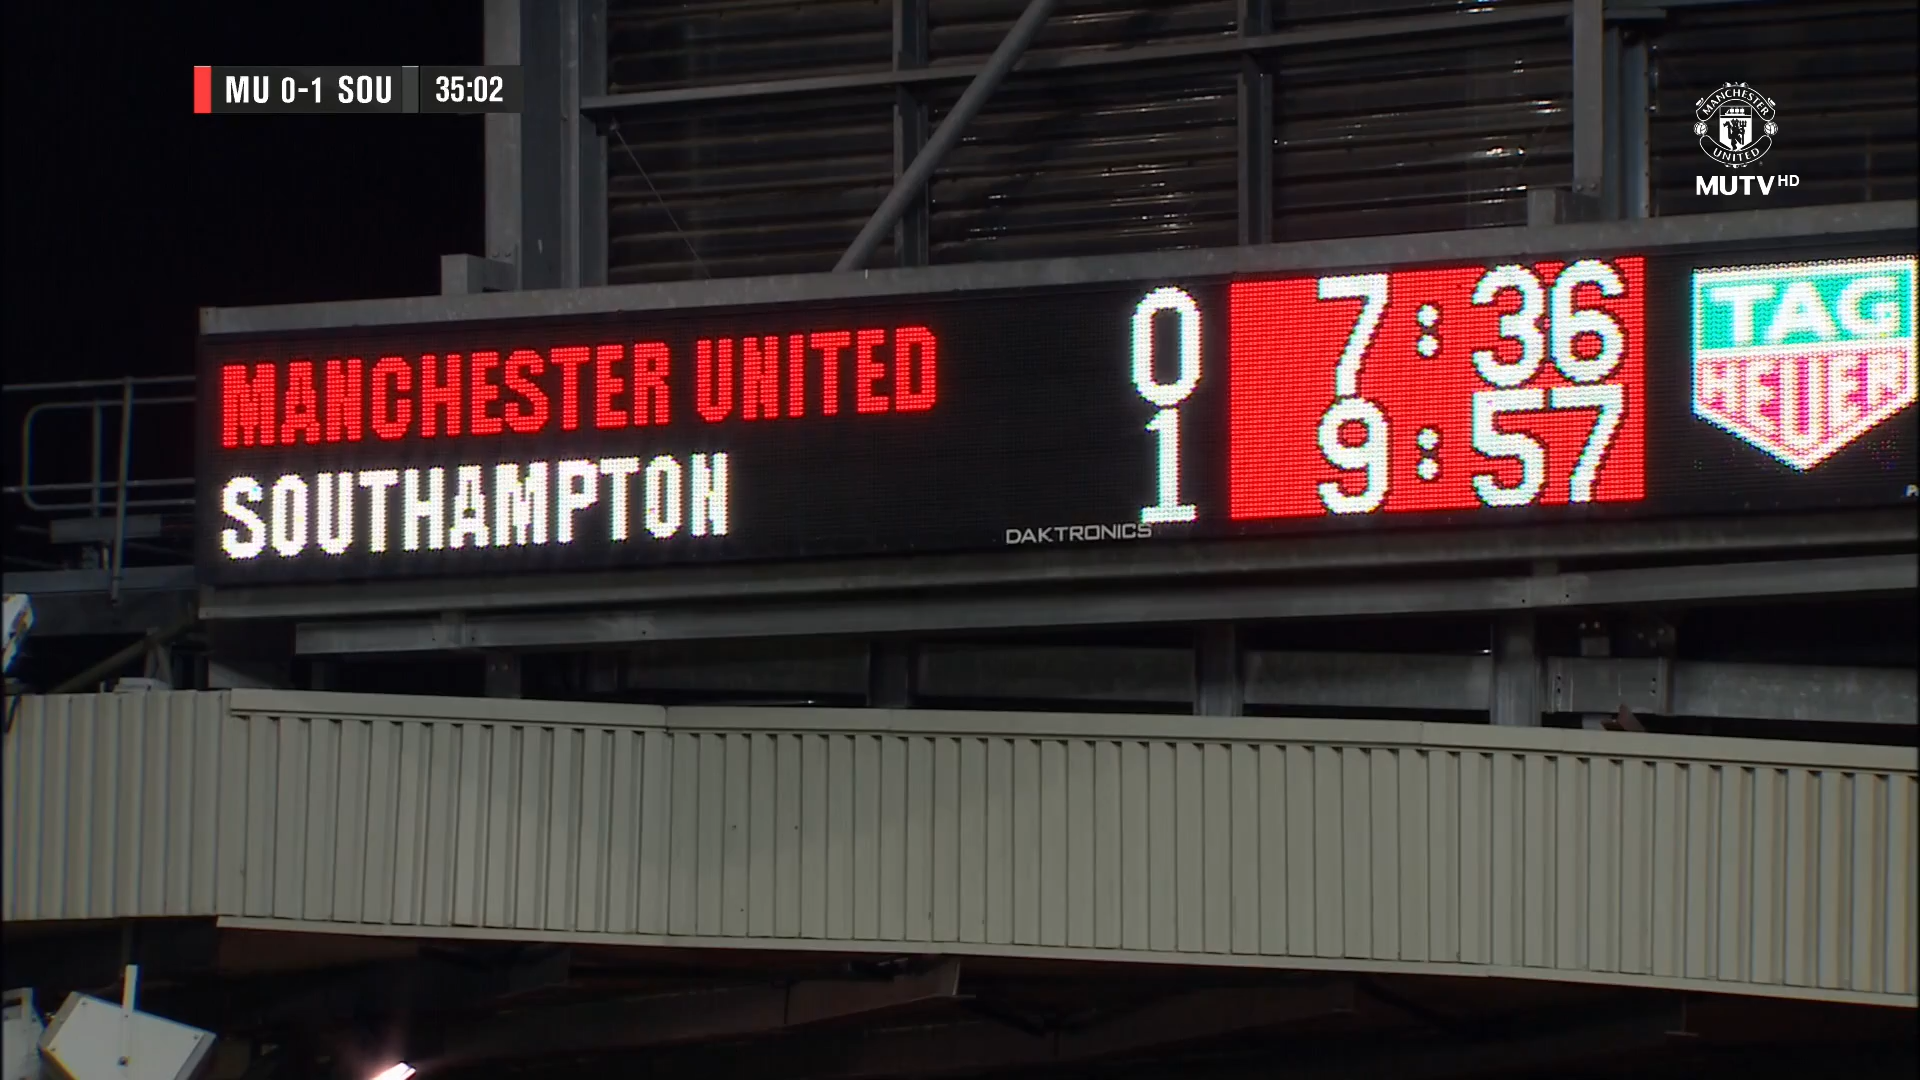 MU 0-1 SOU 35:02
MANCHESTER
UNITED
MUTV HD
MANCHESTER UNITED 0 7:36
SOUTHAMPTON 1 9:57
TAG
HEUER
DAKTRONICS